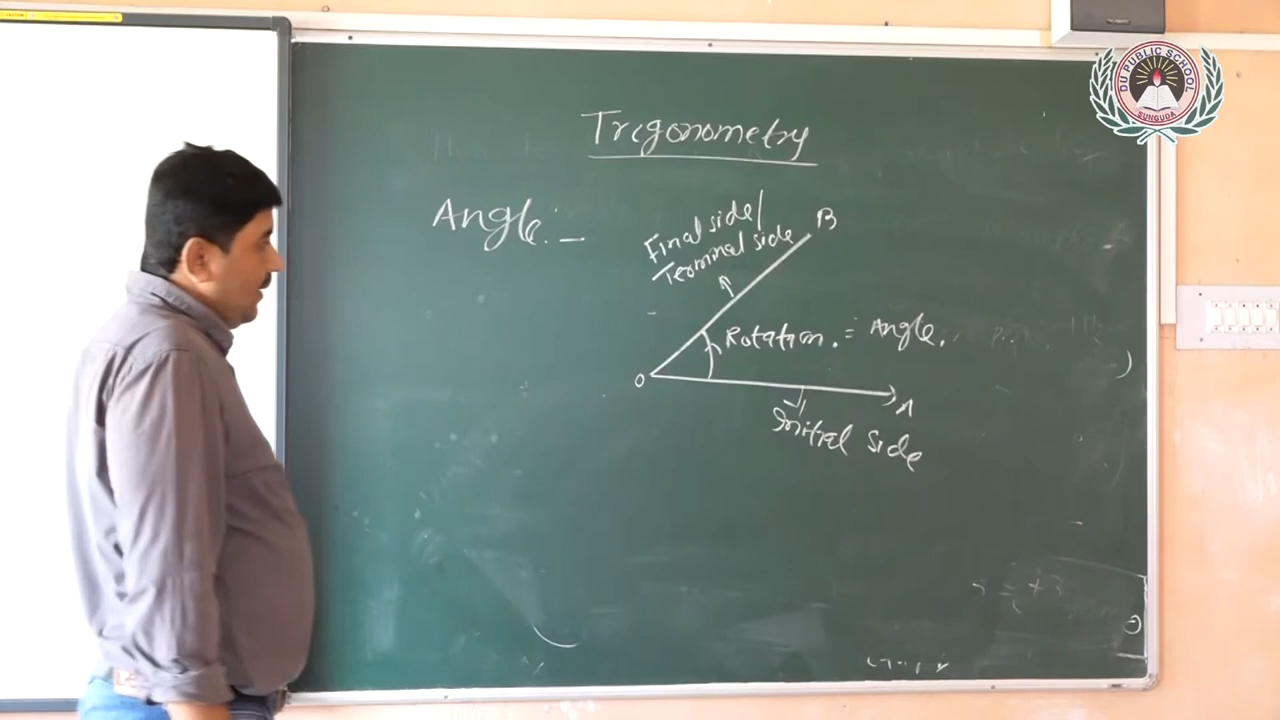 DU PUBLIC SCHOOL
SUNGUDA
Trigonometry
Angle:-
Final side/
Terminal side
B
Rotation. = Angle.
O
A
Initial side